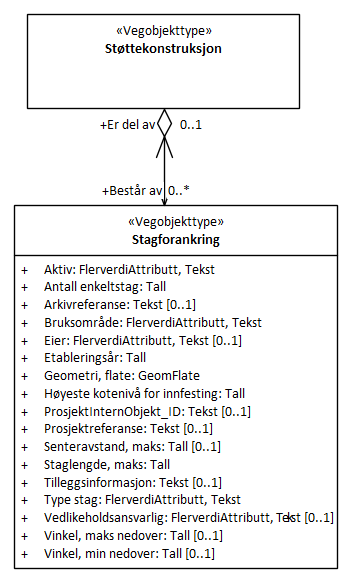 «Vegobjekttype»
Støttekonstruksjon
+Er del av 0..1
+Består av 0..*
«Vegobjekttype»
Stagforankring
+ Aktiv: FlerverdiAttributt, Tekst
+ Antall enkeltstag: Tall
+ Arkivreferanse: Tekst [0..1]
+ Bruksområde: FlerverdiAttributt, Tekst
+ Eier: FlerverdiAttributt, Tekst [0..1]
+ Etableringsår: Tall
+ Geometri, flate: GeomFlate
+ Høyeste kotenivå for innfesting: Tall
+ ProsjektInternObjekt_ID: Tekst [0..1]
+ Prosjektreferanse: Tekst [0..1]
+ Senteravstand, maks: Tall [0..1]
+ Staglengde, maks: Tall
+ Tilleggsinformasjon: Tekst [0..1]
+ Type stag: FlerverdiAttributt, Tekst
+ Vedlikeholdsansvarlig: FlerverdiAttributt, Tekst [0..1]
+ Vinkel, maks nedover: Tall [0..1]
+ Vinkel, min nedover: Tall [0..1]